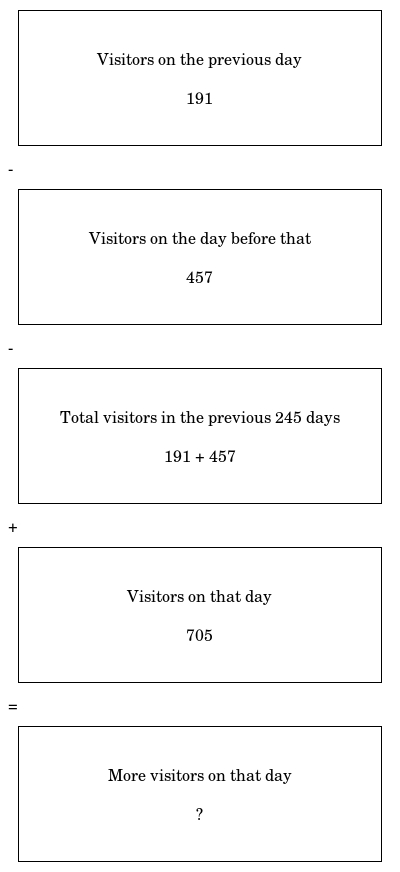 Visitors on the previous day
191
-
Visitors on the day before that
457
-
Total visitors in the previous 245 days
191 + 457
+
Visitors on that day
705
=
More visitors on that day
?